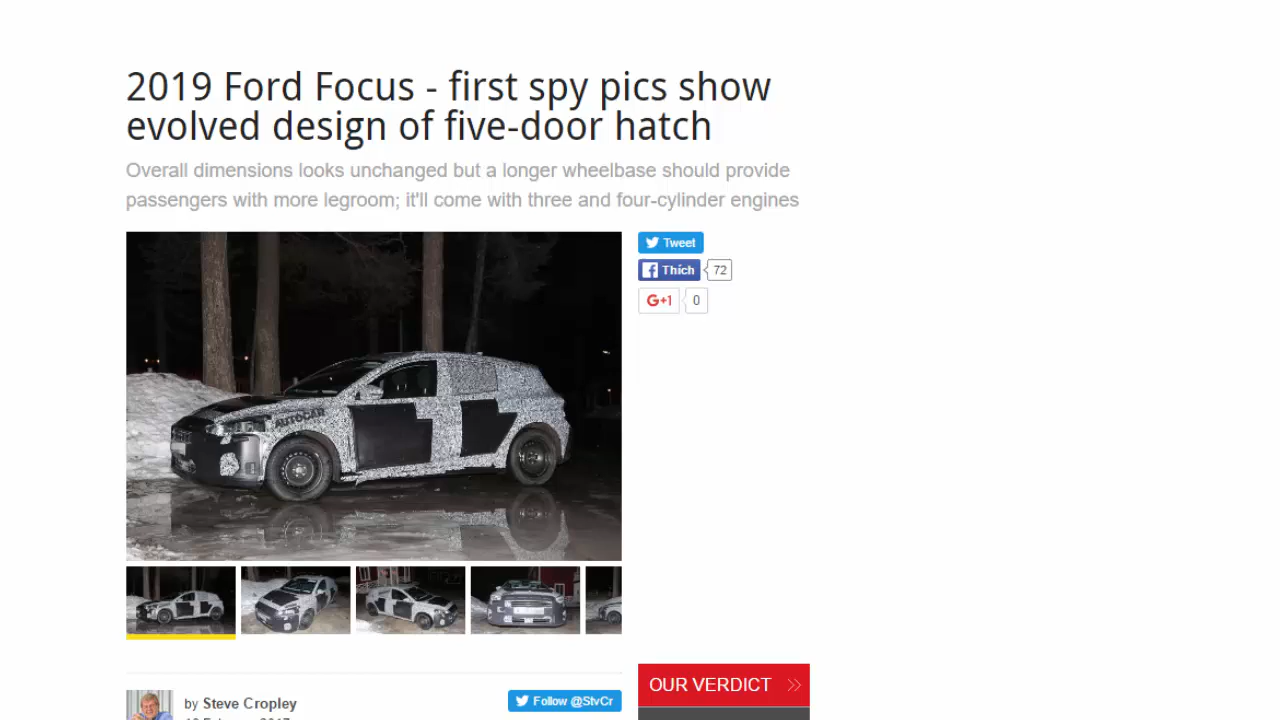 2019 Ford Focus - first spy pics show
evolved design of five-door hatch
Overall dimensions looks unchanged but a longer wheelbase should provide
passengers with more legroom; it'll come with three and four-cylinder engines
Tweet
Thích 72
G+1 0
AUTOCAR
OUR VERDICT
by Steve Cropley
Follow @StvCr